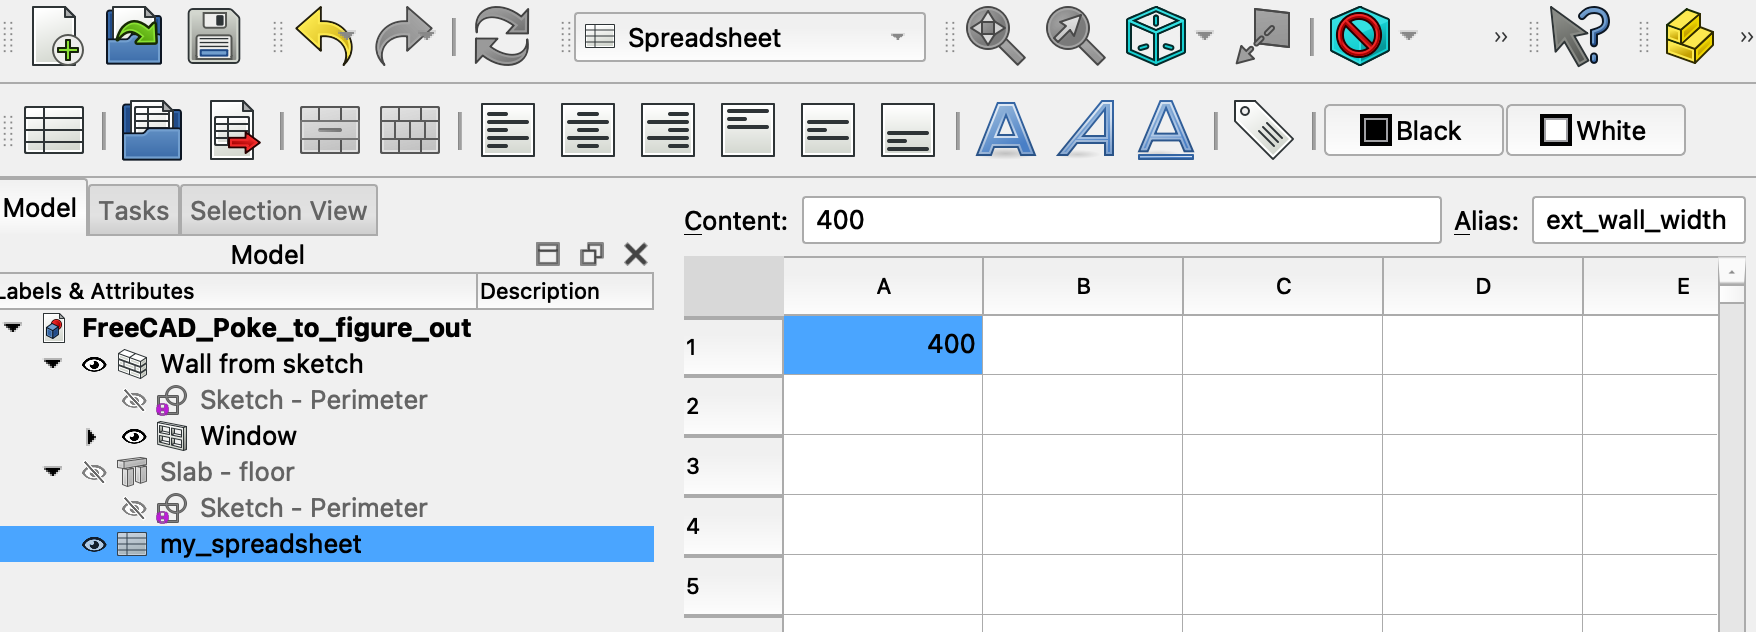 Spreadsheet
»
»
Black
White
Model
Tasks
Selection View
Content: 400
Alias: ext_wall_width
Model
Labels & Attributes
Description
A B C D E
FreeCAD_Poke_to_figure_out
1 400
Wall from sketch
Sketch - Perimeter
2
Window
3
Slab - floor
Sketch - Perimeter
4
my_spreadsheet
5